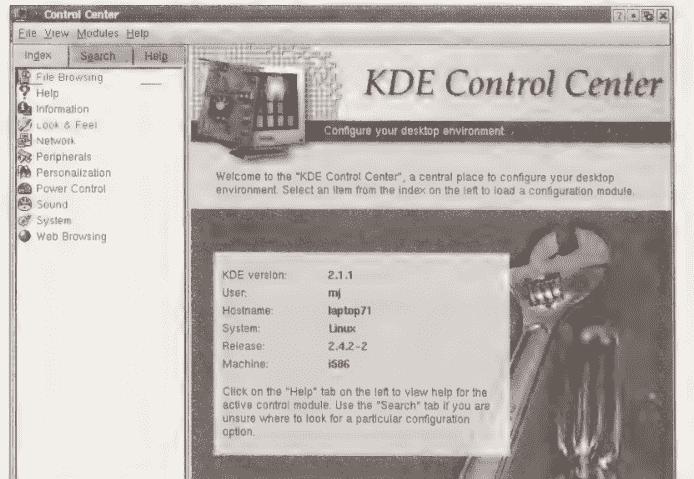 Control Center
File View Modules Help
Index Search Help
File Browsing
Help
Information
Look & Feel
Network
Peripherals
Personalization
Power Control
Sound
System
Web Browsing
KDE Control Center
Configure your desktop environment
Welcome to the "KDE Control Center", a central place to configure your desktop
environment. Select an item from the index on the left to load a configuration module.
KDE version: 2.1.1
User: mj
Hostname: laptop71
System: Linux
Release: 2.4.2-2
Machine: i586
Click on the "Help" tab on the left to view help for the
active control module. Use the "Search" tab if you are
unsure where to look for a particular configuration
option.